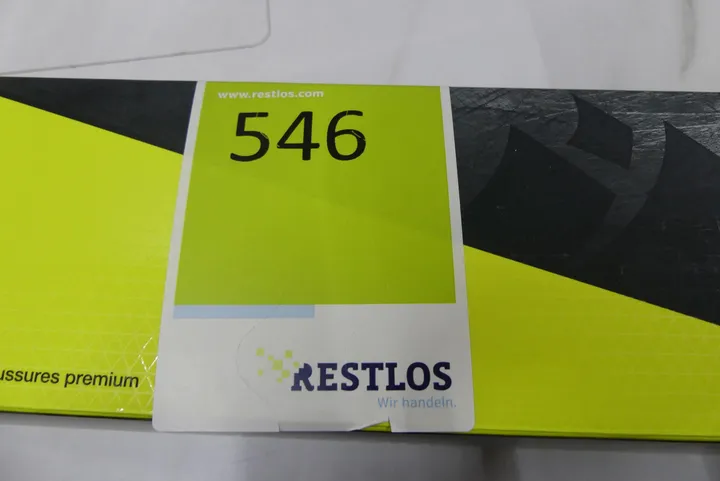 www.restlos.com
546
ussures premium
RESTLOS
Wir handeln.